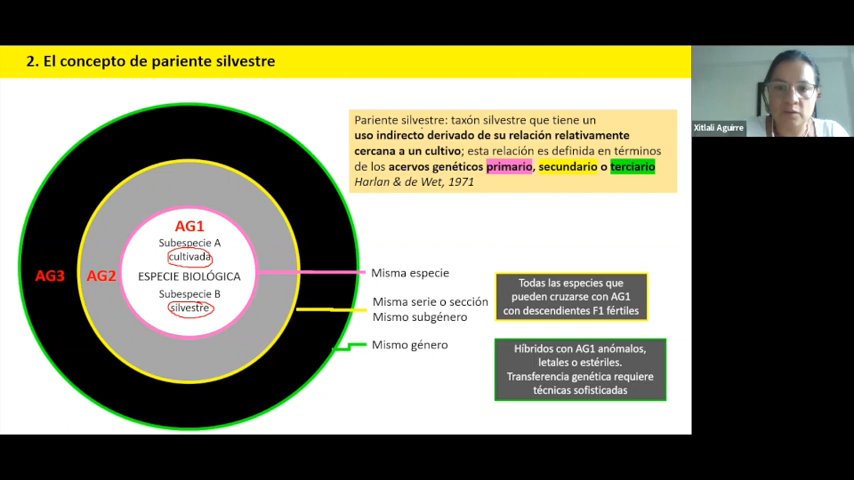 2. El concepto de pariente silvestre
Pariente silvestre: taxón silvestre que tiene un
uso indirecto derivado de su relación relativamente
cercana a un cultivo; esta relación es definida en términos
de los acervos genéticos primario, secundario o terciario
Harlan & de Wet, 1971
Xitlali Aguirre
AG1
Subespecie A
cultivada
ESPECIE BIOLÓGICA
Subespecie B
silvestre
AG2
AG3
Misma especie
Misma serie o sección
Mismo subgénero
Mismo género
Todas las especies que
pueden cruzarse con AG1
con descendientes F1 fértiles
Híbridos con AG1 anómalos,
letales o estériles.
Transferencia genética requiere
técnicas sofisticadas